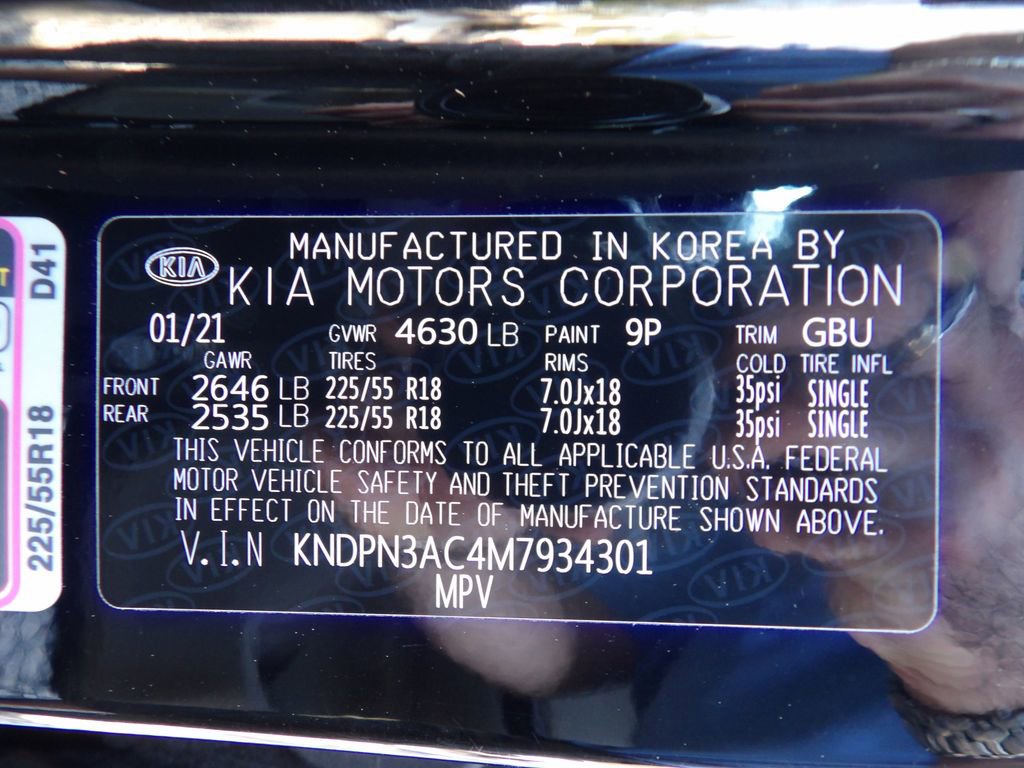 KIA
MANUFACTURED IN KOREA BY
KIA MOTORS CORPORATION
01/21 GVWR 4630 LB PAINT 9P TRIM GBU
GAWR TIRES RIMS COLD TIRE INFL
FRONT 2646 LB 225/55 R18 7.0Jx18 35psi SINGLE
REAR 2535 LB 225/55 R18 7.0Jx18 35psi SINGLE
THIS VEHICLE CONFORMS TO ALL APPLICABLE U.S.A. FEDERAL
MOTOR VEHICLE SAFETY AND THEFT PREVENTION STANDARDS
IN EFFECT ON THE DATE OF MANUFACTURE SHOWN ABOVE.
V.I.N KNDPN3AC4M7934301
MPV
225/55R18 D41